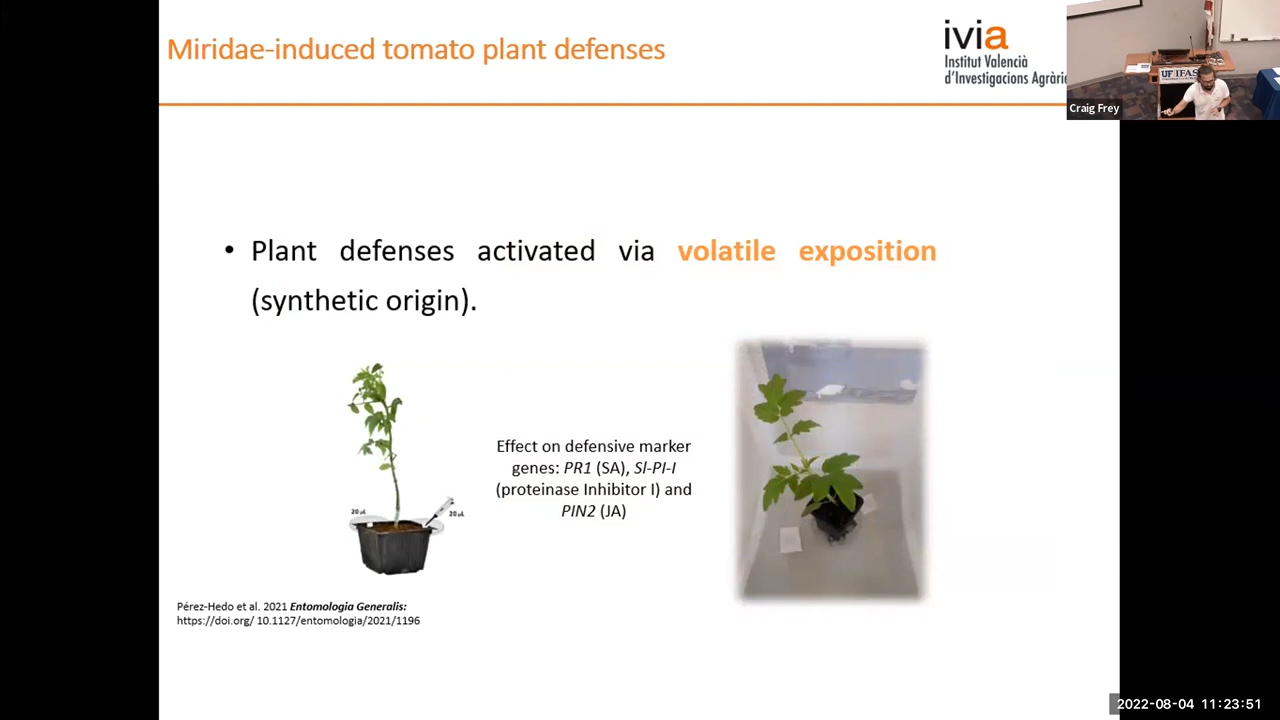 Miridae-induced tomato plant defenses
ivia
Institut Valencià
d'Investigacions Agràrie
UF IFAS
Craig Frey
• Plant defenses activated via volatile exposition
(synthetic origin).
Effect on defensive marker
genes: PR1 (SA), Sl-PI-I
(proteinase Inhibitor I) and
PIN2 (JA)
20 µL
20 µL
Pérez-Hedo et al. 2021 Entomologia Generalis:
https://doi.org/ 10.1127/entomologia/2021/1196
2022-08-04 11:23:51